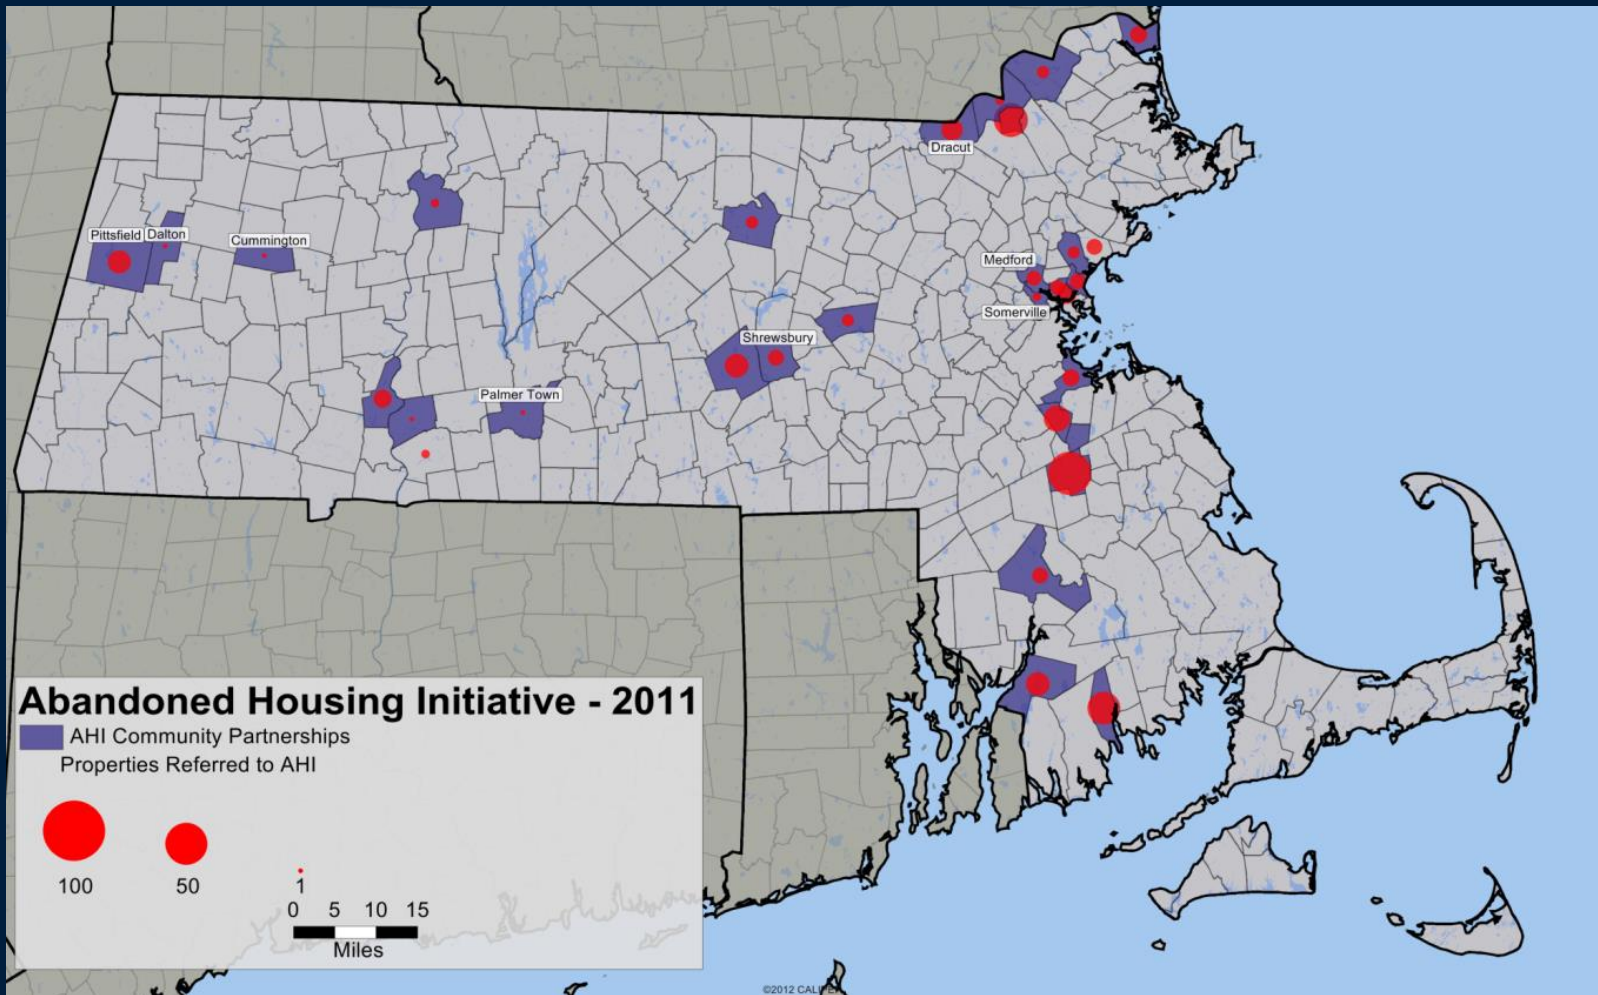 Dracut
Pittsfield
Dalton
Cummington
Medford
Somerville
Shrewsbury
Palmer Town
Abandoned Housing Initiative - 2011
AHI Community Partnerships
Properties Referred to AHI
100
50
1
0 5 10 15
Miles
©2012